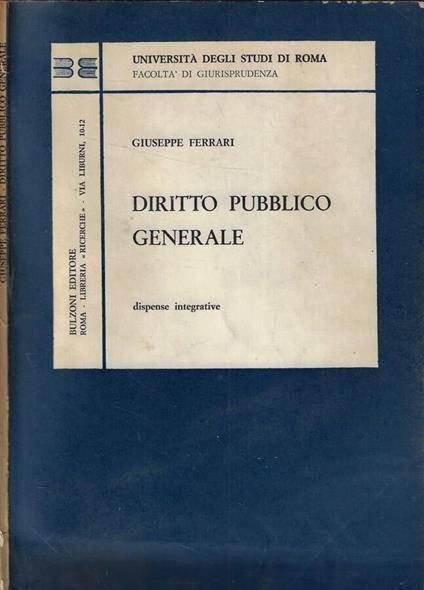 UNIVERSITÀ DEGLI STUDI DI ROMA
FACOLTA' DI GIURISPRUDENZA
GIUSEPPE FERRARI
DIRITTO PUBBLICO
GENERALE
dispense integrative
BULZONI EDITORE
ROMA - LIBRERIA «RICERCHE» - VIA LIBURNI, 10-12
GIUSEPPE FERRARI - DIRITTO PUBBLICO GENERALE
BE